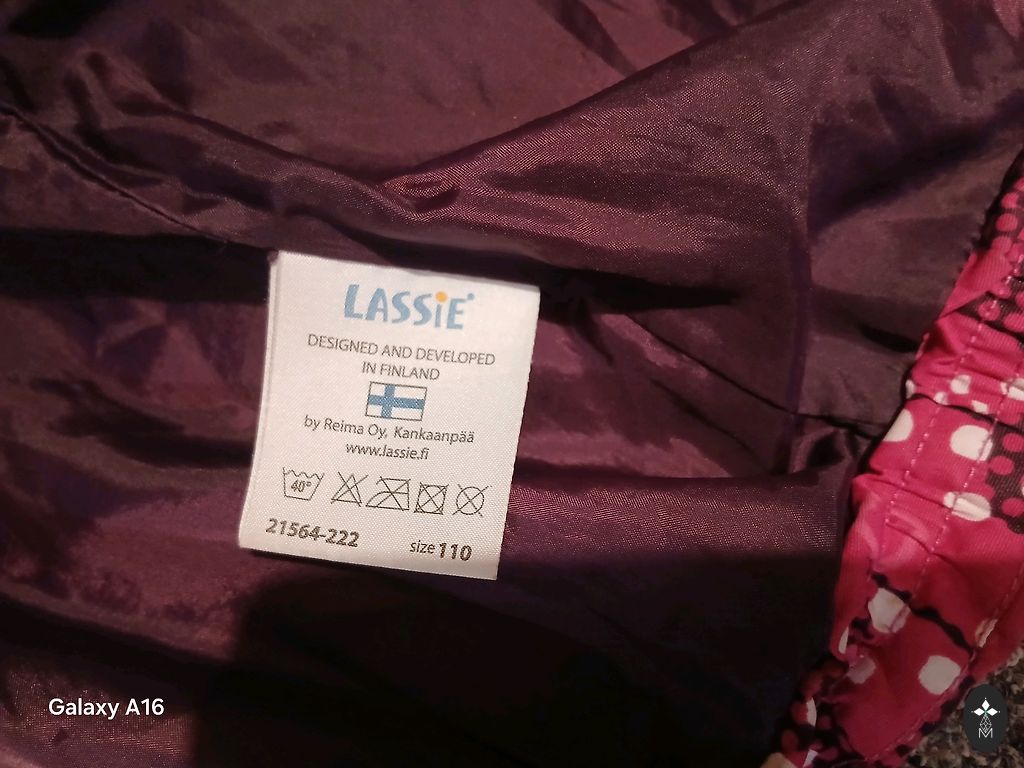 LASSiE
DESIGNED AND DEVELOPED
IN FINLAND
by Reima Oy, Kankaanpää
www.lassie.fi
40°
21564-222 size 110
Galaxy A16
M